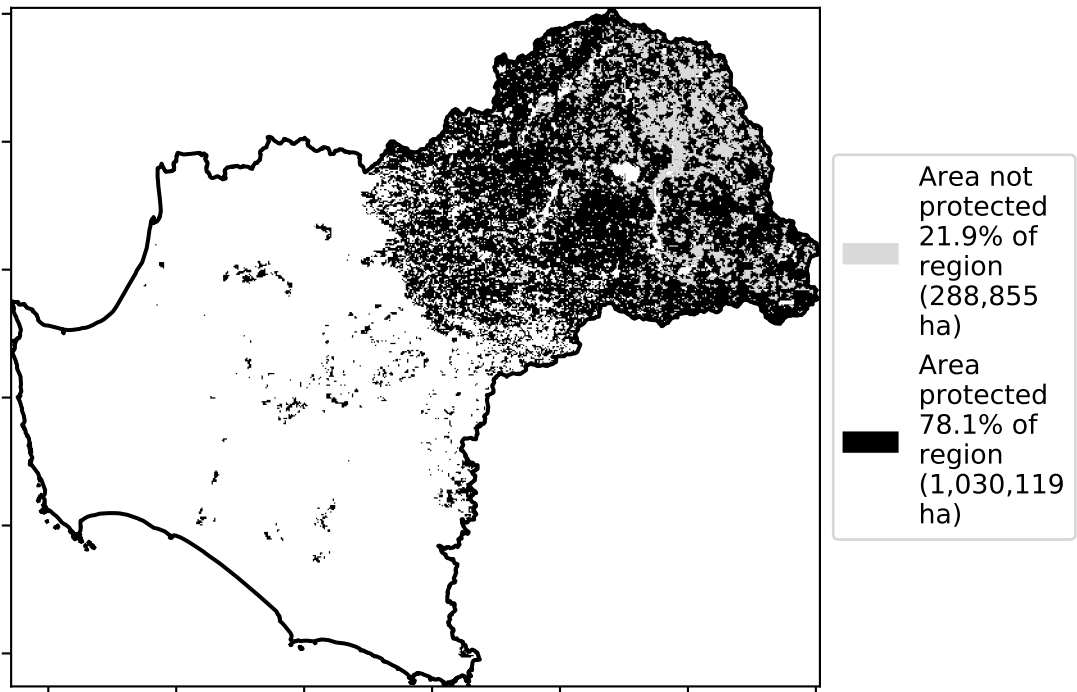 Area not
protected
21.9% of
region
(288,855
ha)
Area
protected
78.1% of
region
(1,030,119
ha)